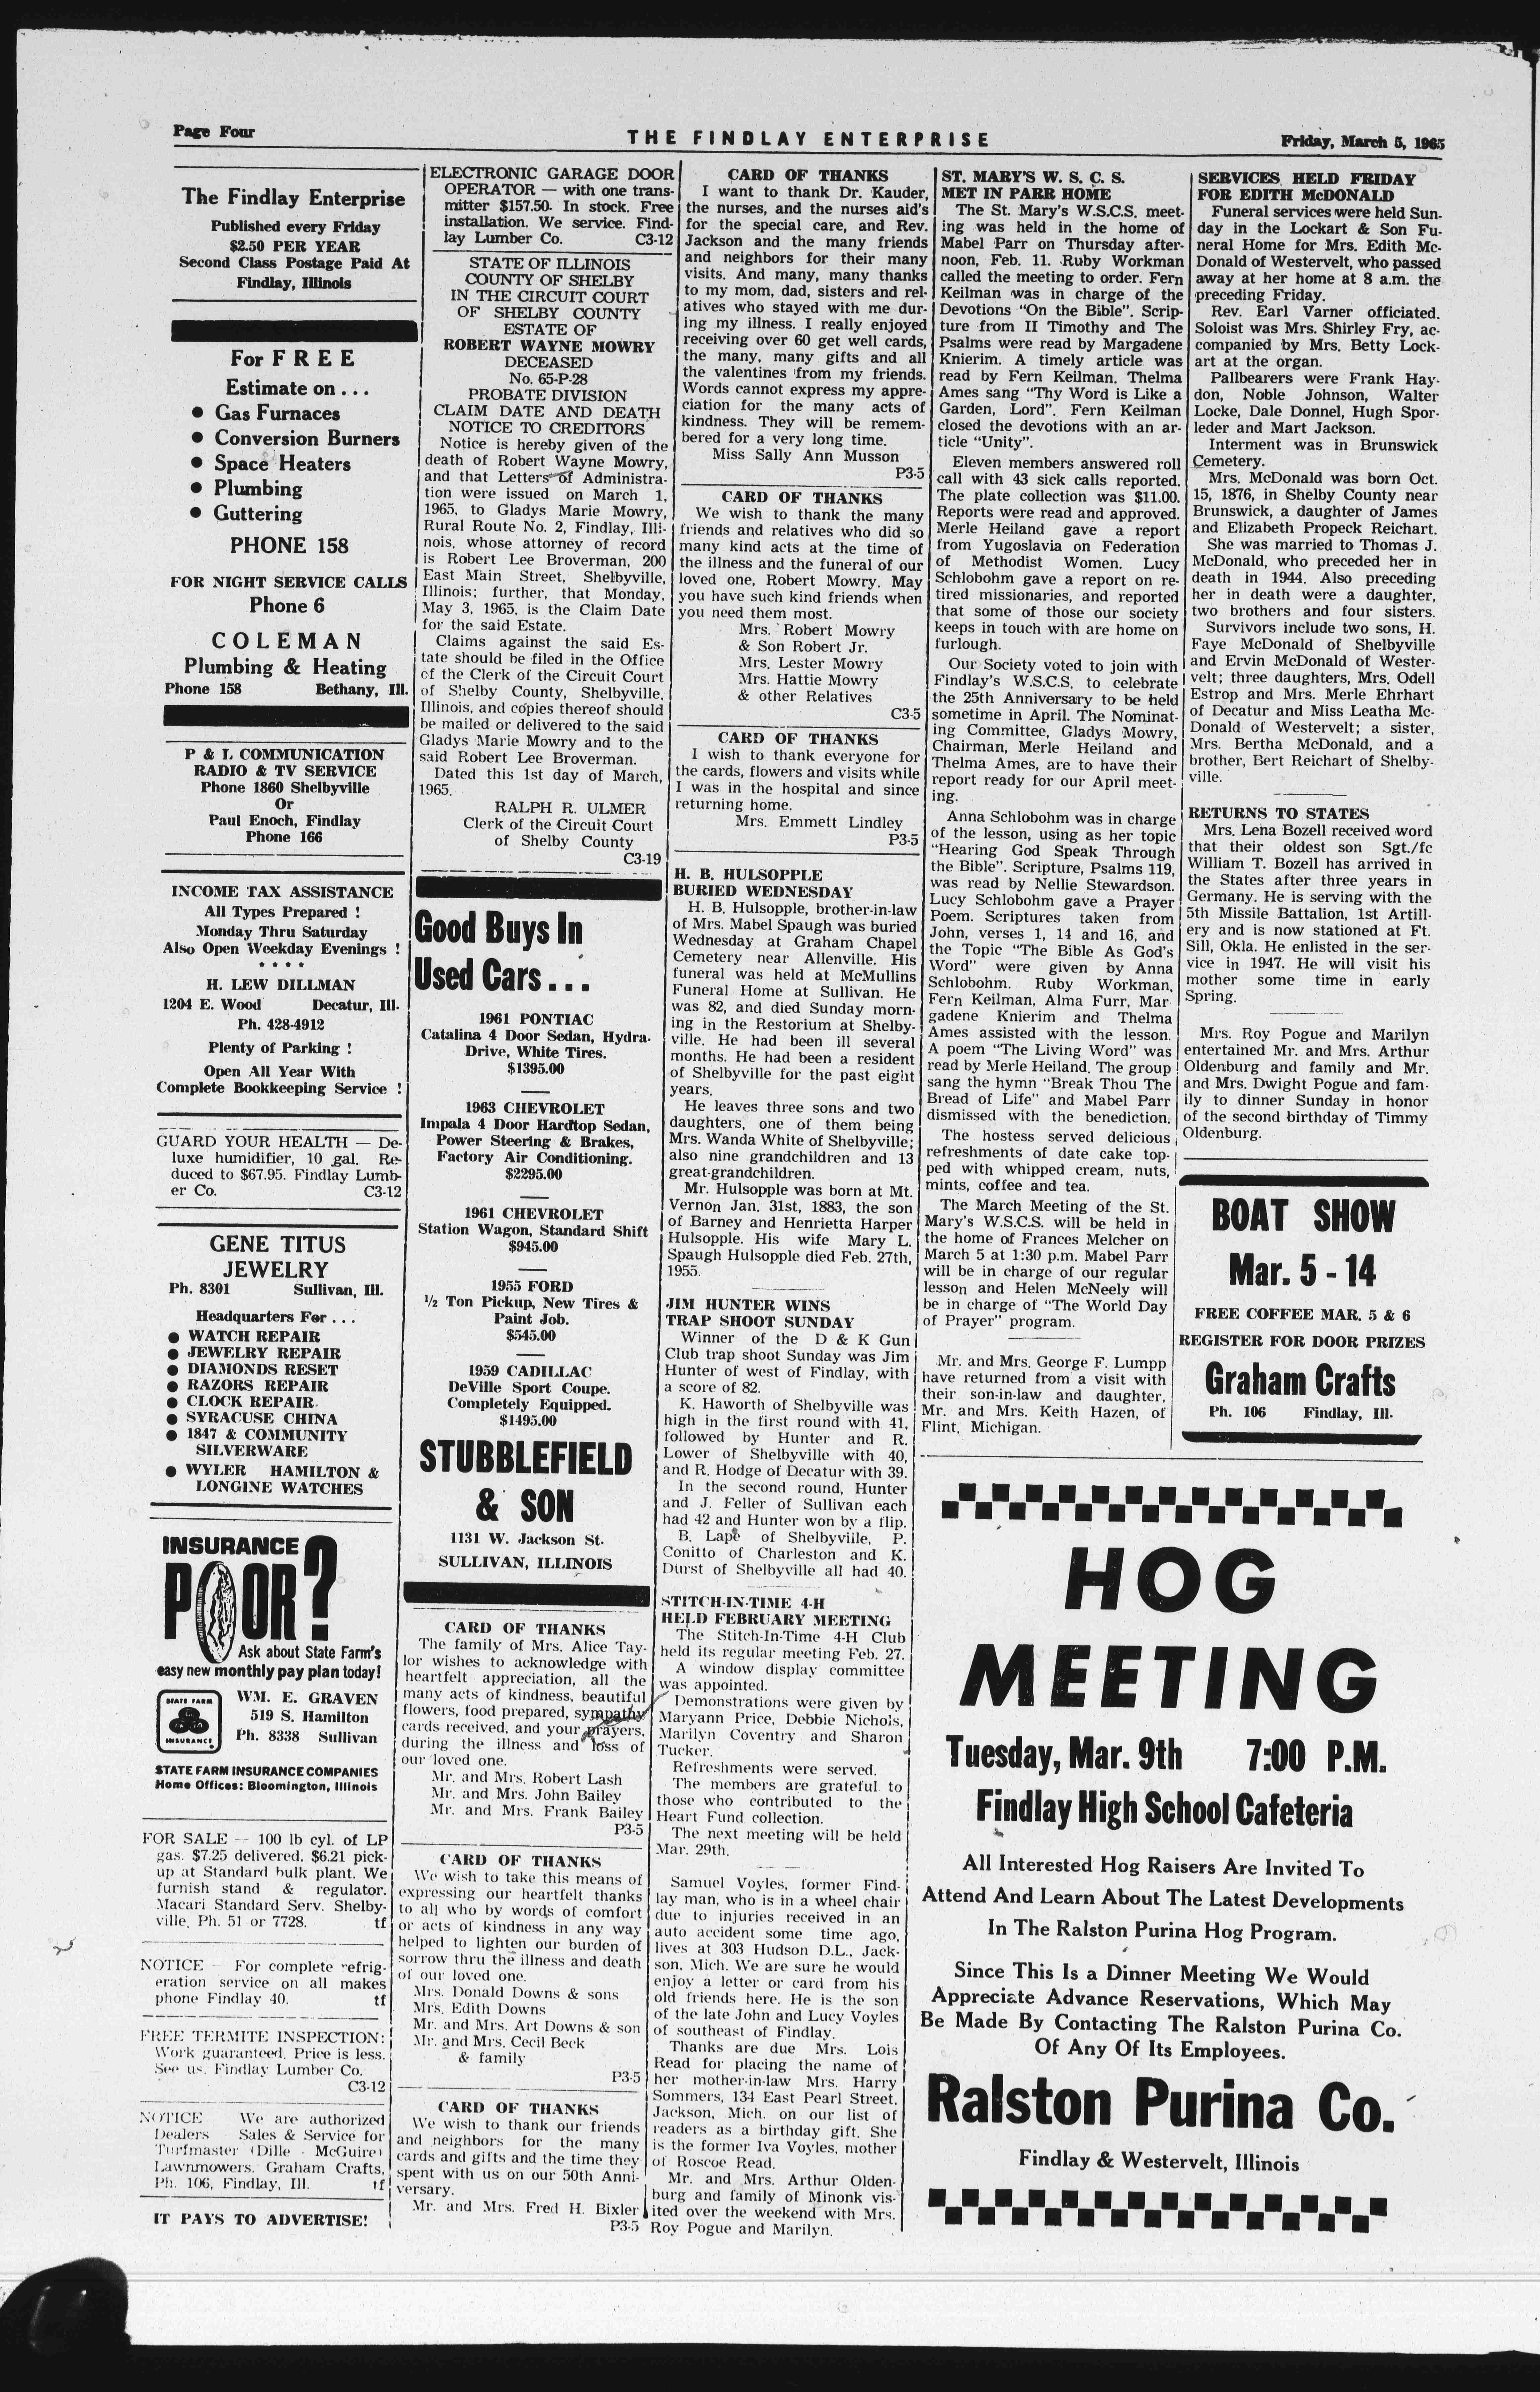 Page Four
THE FINDLAY ENTERPRISE
Friday, March 5, 1965
The Findlay Enterprise
Published every Friday
$2.50 PER YEAR
Second Class Postage Paid At
Findlay, Illinois
For FREE
Estimate on . . .
● Gas Furnaces
● Conversion Burners
● Space Heaters
● Plumbing
● Guttering
PHONE 158
FOR NIGHT SERVICE CALLS
Phone 6
COLEMAN
Plumbing & Heating
Phone 158 Bethany, Ill.
P & L COMMUNICATION
RADIO & TV SERVICE
Phone 1860 Shelbyville
Or
Paul Enoch, Findlay
Phone 166
INCOME TAX ASSISTANCE
All Types Prepared !
Monday Thru Saturday
Also Open Weekday Evenings !
* * * *
H. LEW DILLMAN
1204 E. Wood Decatur, Ill.
Ph. 428-4912
Plenty of Parking !
Open All Year With
Complete Bookkeeping Service !
GUARD YOUR HEALTH — De-
luxe humidifier, 10 gal. Re-
duced to $67.95. Findlay Lumb-
er Co. C3-12
GENE TITUS
JEWELRY
Ph. 8301 Sullivan, Ill.
Headquarters For . . .
● WATCH REPAIR
● JEWELRY REPAIR
● DIAMONDS RESET
● RAZORS REPAIR
● CLOCK REPAIR
● SYRACUSE CHINA
● 1847 & COMMUNITY
SILVERWARE
● WYLER HAMILTON &
LONGINE WATCHES
INSURANCE
POOR?
Ask about State Farm's
easy new monthly pay plan today!
STATE FARM
INSURANCE
WM. E. GRAVEN
519 S. Hamilton
Ph. 8338 Sullivan
STATE FARM INSURANCE COMPANIES
Home Offices: Bloomington, Illinois
FOR SALE — 100 lb cyl. of LP
gas. $7.25 delivered, $6.21 pick-
up at Standard bulk plant. We
furnish stand & regulator.
Macari Standard Serv. Shelby-
ville, Ph. 51 or 7728. tf
NOTICE — For complete refrig-
eration service on all makes
phone Findlay 40. tf
FREE TERMITE INSPECTION:
Work guaranteed. Price is less.
See us. Findlay Lumber Co.
C3-12
NOTICE We are authorized
Dealers Sales & Service for
Turfmaster (Dille - McGuire)
Lawnmowers. Graham Crafts,
Ph. 106, Findlay, Ill. tf
IT PAYS TO ADVERTISE!
ELECTRONIC GARAGE DOOR
OPERATOR — with one trans-
mitter $157.50. In stock. Free
installation. We service. Find-
lay Lumber Co. C3-12
STATE OF ILLINOIS
COUNTY OF SHELBY
IN THE CIRCUIT COURT
OF SHELBY COUNTY
ESTATE OF
ROBERT WAYNE MOWRY
DECEASED
No. 65-P-28
PROBATE DIVISION
CLAIM DATE AND DEATH
NOTICE TO CREDITORS
Notice is hereby given of the
death of Robert Wayne Mowry,
and that Letters of Administra-
tion were issued on March 1,
1965, to Gladys Marie Mowry,
Rural Route No. 2, Findlay, Illi-
nois, whose attorney of record
is Robert Lee Broverman, 200
East Main Street, Shelbyville,
Illinois; further, that Monday,
May 3, 1965, is the Claim Date
for the said Estate.
Claims against the said Es-
tate should be filed in the Office
of the Clerk of the Circuit Court
of Shelby County, Shelbyville,
Illinois, and copies thereof should
be mailed or delivered to the said
Gladys Marie Mowry and to the
said Robert Lee Broverman.
Dated this 1st day of March,
1965.
RALPH R. ULMER
Clerk of the Circuit Court
of Shelby County
C3-19
Good Buys In
Used Cars . . .
1961 PONTIAC
Catalina 4 Door Sedan, Hydra-
Drive, White Tires.
$1395.00
1963 CHEVROLET
Impala 4 Door Hardtop Sedan,
Power Steering & Brakes,
Factory Air Conditioning.
$2295.00
1961 CHEVROLET
Station Wagon, Standard Shift
$945.00
1955 FORD
½ Ton Pickup, New Tires &
Paint Job.
$545.00
1959 CADILLAC
DeVille Sport Coupe.
Completely Equipped.
$1495.00
STUBBLEFIELD
& SON
1131 W. Jackson St.
SULLIVAN, ILLINOIS
CARD OF THANKS
The family of Mrs. Alice Tay-
lor wishes to acknowledge with
heartfelt appreciation, all the
many acts of kindness, beautiful
flowers, food prepared, sympathy
cards received, and your prayers,
during the illness and loss of
our loved one.
Mr. and Mrs. Robert Lash
Mr. and Mrs. John Bailey
Mr. and Mrs. Frank Bailey
P3-5
CARD OF THANKS
We wish to take this means of
expressing our heartfelt thanks
to all who by words of comfort
or acts of kindness in any way
helped to lighten our burden of
sorrow thru the illness and death
of our loved one.
Mrs. Donald Downs & sons
Mrs. Edith Downs
Mr. and Mrs. Art Downs & son
Mr. and Mrs. Cecil Beck
& family
P3-5
CARD OF THANKS
We wish to thank our friends
and neighbors for the many
cards and gifts and the time they
spent with us on our 50th Anni-
versary.
Mr. and Mrs. Fred H. Bixler
P3-5
CARD OF THANKS
I want to thank Dr. Kauder,
the nurses, and the nurses aid's
for the special care, and Rev.
Jackson and the many friends
and neighbors for their many
visits. And many, many thanks
to my mom, dad, sisters and rel-
atives who stayed with me dur-
ing my illness. I really enjoyed
receiving over 60 get well cards,
the many, many gifts and all
the valentines from my friends.
Words cannot express my appre-
ciation for the many acts of
kindness. They will be remem-
bered for a very long time.
Miss Sally Ann Musson
P3-5
CARD OF THANKS
We wish to thank the many
friends and relatives who did so
many kind acts at the time of
the illness and the funeral of our
loved one, Robert Mowry. May
you have such kind friends when
you need them most.
Mrs. Robert Mowry
& Son Robert Jr.
Mrs. Lester Mowry
Mrs. Hattie Mowry
& other Relatives
C3-5
CARD OF THANKS
I wish to thank everyone for
the cards, flowers and visits while
I was in the hospital and since
returning home.
Mrs. Emmett Lindley
P3-5
H. B. HULSOPPLE
BURIED WEDNESDAY
H. B. Hulsopple, brother-in-law
of Mrs. Mabel Spaugh was buried
Wednesday at Graham Chapel
Cemetery near Allenville. His
funeral was held at McMullins
Funeral Home at Sullivan. He
was 82, and died Sunday morn-
ing in the Restorium at Shelby-
ville. He had been ill several
months. He had been a resident
of Shelbyville for the past eight
years.
He leaves three sons and two
daughters, one of them being
Mrs. Wanda White of Shelbyville;
also nine grandchildren and 13
great-grandchildren.
Mr. Hulsopple was born at Mt.
Vernon Jan. 31st, 1883, the son
of Barney and Henrietta Harper
Hulsopple. His wife Mary L.
Spaugh Hulsopple died Feb. 27th,
1955.
JIM HUNTER WINS
TRAP SHOOT SUNDAY
Winner of the D & K Gun
Club trap shoot Sunday was Jim
Hunter of west of Findlay, with
a score of 82.
K. Haworth of Shelbyville was
high in the first round with 41,
followed by Hunter and R.
Lower of Shelbyville with 40,
and R. Hodge of Decatur with 39.
In the second round, Hunter
and J. Feller of Sullivan each
had 42 and Hunter won by a flip.
B. Lape of Shelbyville, P.
Conitto of Charleston and K.
Durst of Shelbyville all had 40.
STITCH-IN-TIME 4-H
HELD FEBRUARY MEETING
The Stitch-In-Time 4-H Club
held its regular meeting Feb. 27.
A window display committee
was appointed.
Demonstrations were given by
Maryann Price, Debbie Nichols,
Marilyn Coventry and Sharon
Tucker.
Refreshments were served.
The members are grateful to
those who contributed to the
Heart Fund collection.
The next meeting will be held
Mar. 29th.
Samuel Voyles, former Find-
lay man, who is in a wheel chair
due to injuries received in an
auto accident some time ago,
lives at 303 Hudson D.L., Jack-
son, Mich. We are sure he would
enjoy a letter or card from his
old friends here. He is the son
of the late John and Lucy Voyles
of southeast of Findlay.
Thanks are due Mrs. Lois
Read for placing the name of
her mother-in-law Mrs. Harry
Sommers, 134 East Pearl Street,
Jackson, Mich. on our list of
readers as a birthday gift. She
is the former Iva Voyles, mother
of Roscoe Read.
Mr. and Mrs. Arthur Olden-
burg and family of Minonk vis-
ited over the weekend with Mrs.
Roy Pogue and Marilyn.
ST. MARY'S W. S. C. S.
MET IN PARR HOME
The St. Mary's W.S.C.S. meet-
ing was held in the home of
Mabel Parr on Thursday after-
noon, Feb. 11. Ruby Workman
called the meeting to order. Fern
Keilman was in charge of the
Devotions "On the Bible". Scrip-
ture from II Timothy and The
Psalms were read by Margadene
Knierim. A timely article was
read by Fern Keilman. Thelma
Ames sang "Thy Word is Like a
Garden, Lord". Fern Keilman
closed the devotions with an ar-
ticle "Unity".
Eleven members answered roll
call with 43 sick calls reported.
The plate collection was $11.00.
Reports were read and approved.
Merle Heiland gave a report
from Yugoslavia on Federation
of Methodist Women. Lucy
Schlobohm gave a report on re-
tired missionaries, and reported
that some of those our society
keeps in touch with are home on
furlough.
Our Society voted to join with
Findlay's W.S.C.S. to celebrate
the 25th Anniversary to be held
sometime in April. The Nominat-
ing Committee, Gladys Mowry,
Chairman, Merle Heiland and
Thelma Ames, are to have their
report ready for our April meet-
ing.
Anna Schlobohm was in charge
of the lesson, using as her topic
"Hearing God Speak Through
the Bible". Scripture, Psalms 119,
was read by Nellie Stewardson.
Lucy Schlobohm gave a Prayer
Poem. Scriptures taken from
John, verses 1, 14 and 16, and
the Topic "The Bible As God's
Word" were given by Anna
Schlobohm. Ruby Workman,
Fern Keilman, Alma Furr, Mar
gadene Knierim and Thelma
Ames assisted with the lesson.
A poem "The Living Word" was
read by Merle Heiland. The group
sang the hymn "Break Thou The
Bread of Life" and Mabel Parr
dismissed with the benediction.
The hostess served delicious
refreshments of date cake top-
ped with whipped cream, nuts,
mints, coffee and tea.
The March Meeting of the St.
Mary's W.S.C.S. will be held in
the home of Frances Melcher on
March 5 at 1:30 p.m. Mabel Parr
will be in charge of our regular
lesson and Helen McNeely will
be in charge of "The World Day
of Prayer" program.
Mr. and Mrs. George F. Lumpp
have returned from a visit with
their son-in-law and daughter,
Mr. and Mrs. Keith Hazen, of
Flint, Michigan.
SERVICES HELD FRIDAY
FOR EDITH McDONALD
Funeral services were held Sun-
day in the Lockart & Son Fu-
neral Home for Mrs. Edith Mc-
Donald of Westervelt, who passed
away at her home at 8 a.m. the
preceding Friday.
Rev. Earl Varner officiated.
Soloist was Mrs. Shirley Fry, ac-
companied by Mrs. Betty Lock-
art at the organ.
Pallbearers were Frank Hay-
don, Noble Johnson, Walter
Locke, Dale Donnel, Hugh Spor-
leder and Mart Jackson.
Interment was in Brunswick
Cemetery.
Mrs. McDonald was born Oct.
15, 1876, in Shelby County near
Brunswick, a daughter of James
and Elizabeth Propeck Reichart.
She was married to Thomas J.
McDonald, who preceded her in
death in 1944. Also preceding
her in death were a daughter,
two brothers and four sisters.
Survivors include two sons, H.
Faye McDonald of Shelbyville
and Ervin McDonald of Wester-
velt; three daughters, Mrs. Odell
Estrop and Mrs. Merle Ehrhart
of Decatur and Miss Leatha Mc-
Donald of Westervelt; a sister,
Mrs. Bertha McDonald, and a
brother, Bert Reichart of Shelby-
ville.
RETURNS TO STATES
Mrs. Lena Bozell received word
that their oldest son Sgt./fc
William T. Bozell has arrived in
the States after three years in
Germany. He is serving with the
5th Missile Battalion, 1st Artill-
ery and is now stationed at Ft.
Sill, Okla. He enlisted in the ser-
vice in 1947. He will visit his
mother some time in early
Spring.
Mrs. Roy Pogue and Marilyn
entertained Mr. and Mrs. Arthur
Oldenburg and family and Mr.
and Mrs. Dwight Pogue and fam-
ily to dinner Sunday in honor
of the second birthday of Timmy
Oldenburg.
BOAT SHOW
Mar. 5 - 14
FREE COFFEE MAR. 5 & 6
REGISTER FOR DOOR PRIZES
Graham Crafts
Ph. 106 Findlay, Ill.
HOG
MEETING
Tuesday, Mar. 9th 7:00 P.M.
Findlay High School Cafeteria
All Interested Hog Raisers Are Invited To
Attend And Learn About The Latest Developments
In The Ralston Purina Hog Program.
Since This Is a Dinner Meeting We Would
Appreciate Advance Reservations, Which May
Be Made By Contacting The Ralston Purina Co.
Of Any Of Its Employees.
Ralston Purina Co.
Findlay & Westervelt, Illinois